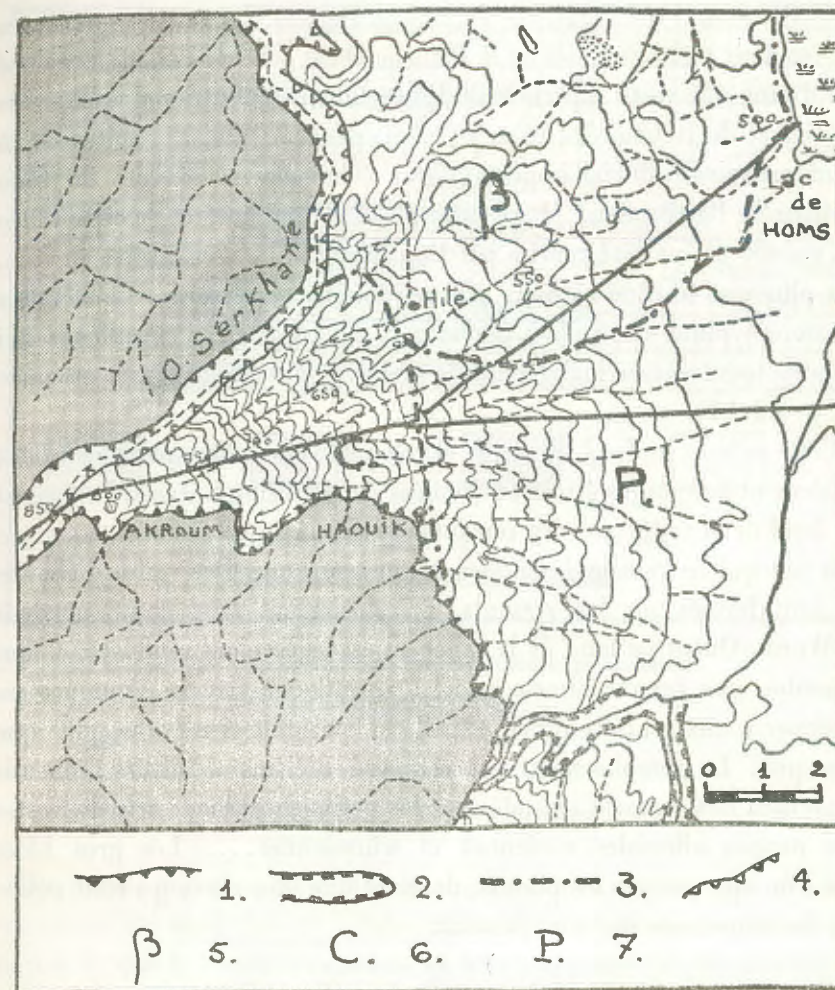 500
Lac
de
HOMS
β
550
Hite
O. Serkhane
650
700
P.
C.
800
850
AKROUM
HAOUIK
0 1 2
1. 2. 3. 4.
β 5. C. 6. P. 7.